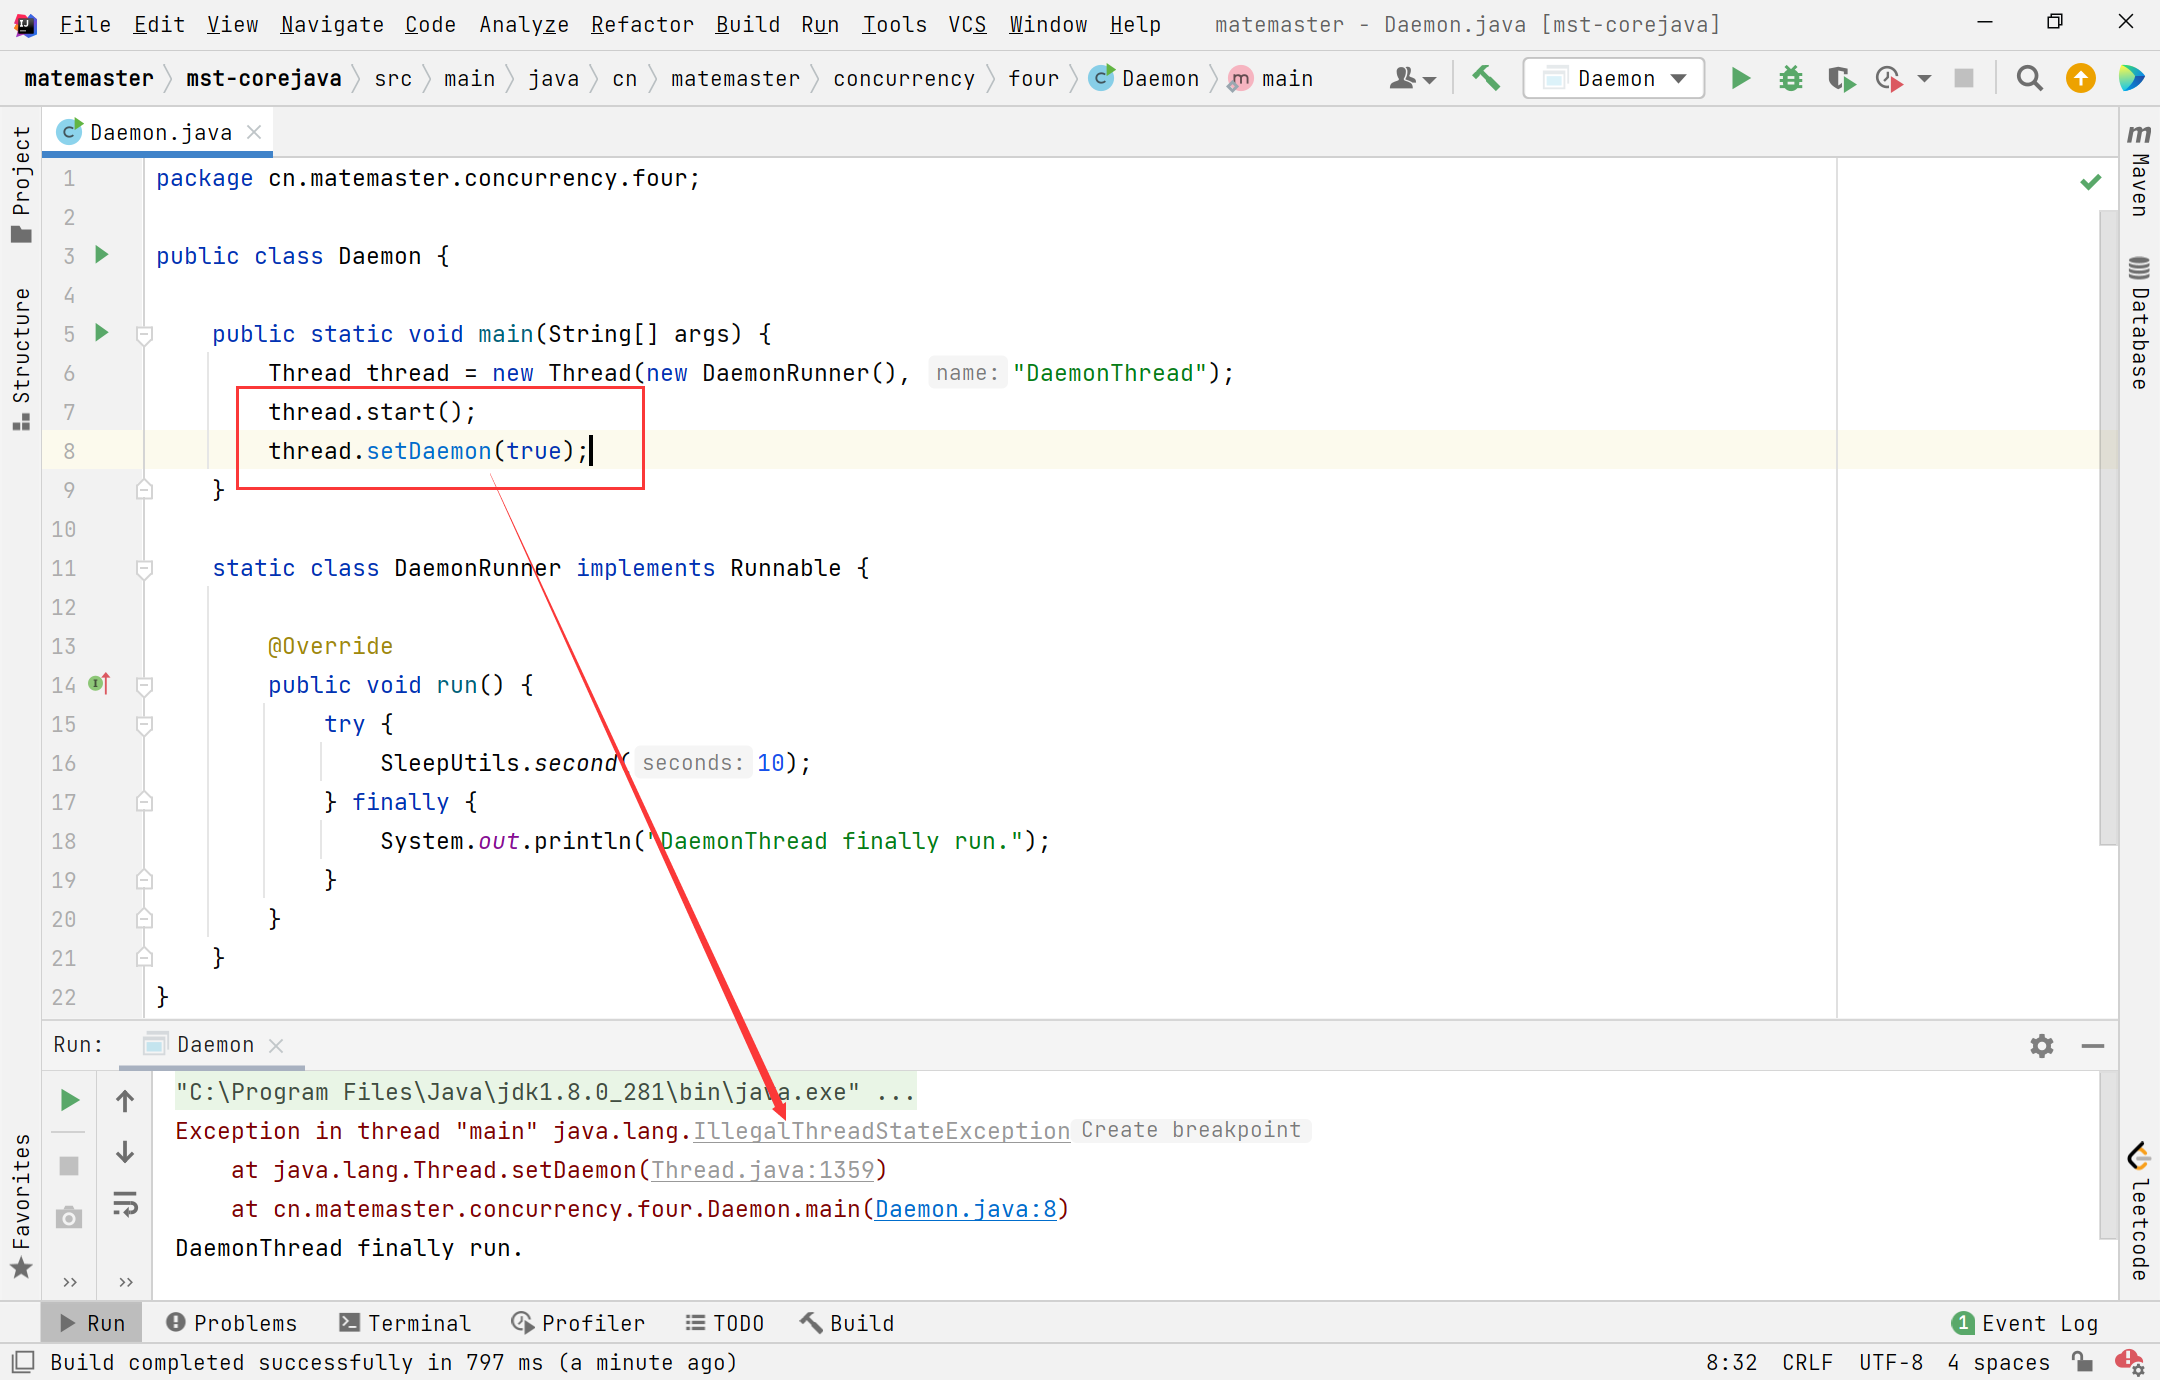 File Edit View Navigate Code Analyze Refactor Build Run Tools VCS Window Help matemaster - Daemon.java [mst-corejava]
matemaster mst-corejava src main java cn matemaster concurrency four Daemon main Daemon
Daemon.java
Project
Structure
Favorites
Maven
Database
leetcode
1 package cn.matemaster.concurrency.four;
2
3 public class Daemon {
4
5 public static void main(String[] args) {
6 Thread thread = new Thread(new DaemonRunner(), name: "DaemonThread");
7 thread.start();
8 thread.setDaemon(true);
9 }
10
11 static class DaemonRunner implements Runnable {
12
13 @Override
14 public void run() {
15 try {
16 SleepUtils.second( seconds: 10);
17 } finally {
18 System.out.println("DaemonThread finally run.");
19 }
20 }
21 }
22 }
Run: Daemon
"C:\Program Files\Java\jdk1.8.0_281\bin\java.exe" ...
Exception in thread "main" java.lang.IllegalThreadStateException Create breakpoint
at java.lang.Thread.setDaemon(Thread.java:1359)
at cn.matemaster.concurrency.four.Daemon.main(Daemon.java:8)
DaemonThread finally run.
Run Problems Terminal Profiler TODO Build 1 Event Log
Build completed successfully in 797 ms (a minute ago) 8:32 CRLF UTF-8 4 spaces